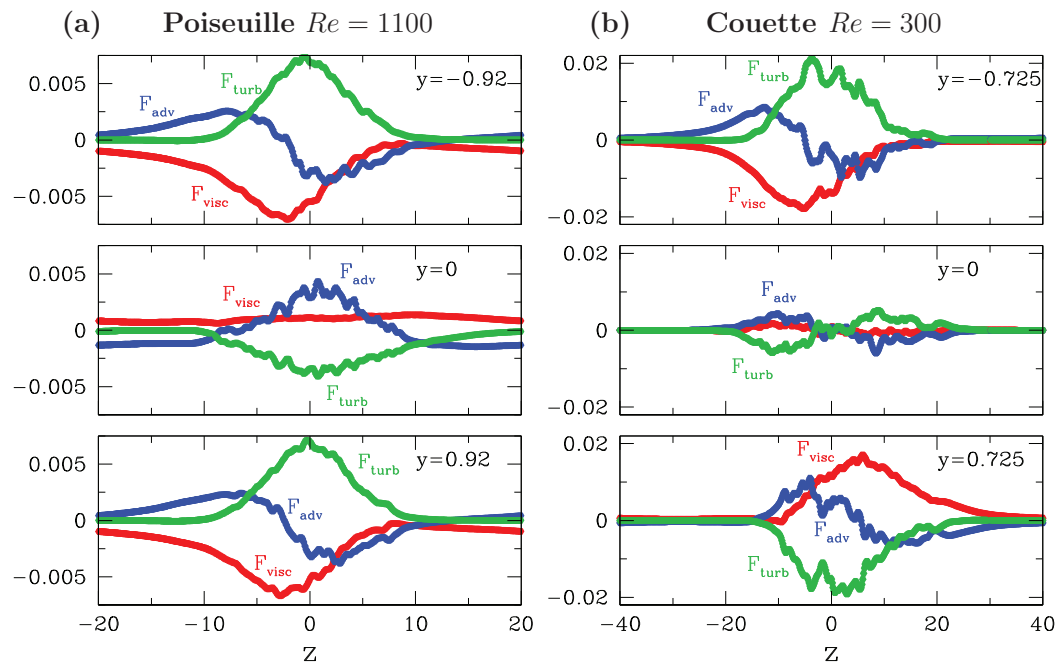 (a) Poiseuille Re = 1100
(b) Couette Re = 300
0.005
0
−0.005
F_turb
F_adv
F_visc
y=−0.92
0.02
0
−0.02
F_turb
F_adv
F_visc
y=−0.725
0.005
0
−0.005
F_visc
F_adv
F_turb
y=0
0.02
0
−0.02
F_adv
F_turb
y=0
0.005
0
−0.005
F_turb
F_adv
F_visc
y=0.92
0.02
0
−0.02
F_visc
F_adv
F_turb
y=0.725
−20 −10 0 10 20
z
−40 −20 0 20 40
z